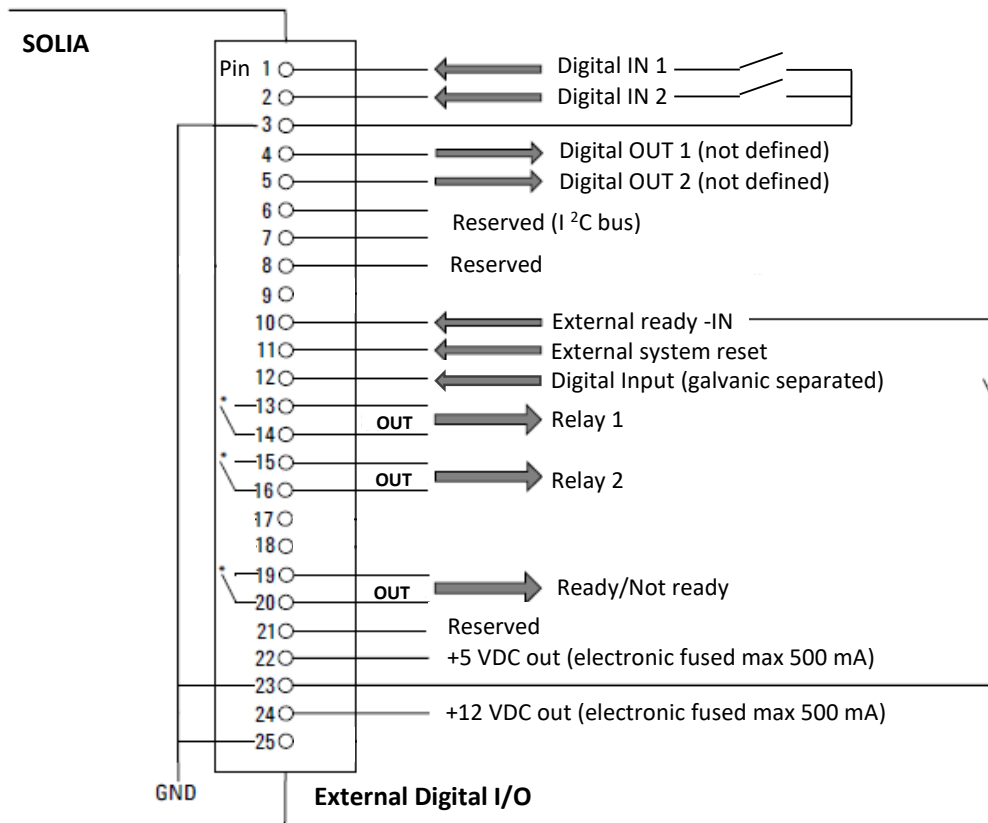 SOLIA
Pin 1 Digital IN 1
2 Digital IN 2
3
4 Digital OUT 1 (not defined)
5 Digital OUT 2 (not defined)
6
Reserved (I ²C bus)
7
8 Reserved
9
10 External ready -IN
11 External system reset
12 Digital Input (galvanic separated)
*
13
OUT Relay 1
14
*
15
OUT Relay 2
16
17
18
*
19
OUT Ready/Not ready
20
21 Reserved
22 +5 VDC out (electronic fused max 500 mA)
23
24 +12 VDC out (electronic fused max 500 mA)
25
GND External Digital I/O